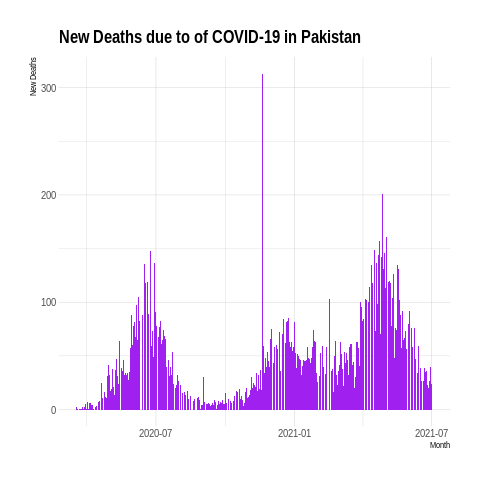 New Deaths due to of COVID-19 in Pakistan
New Deaths
300
200
100
0
2020-07
2021-01
2021-07
Month